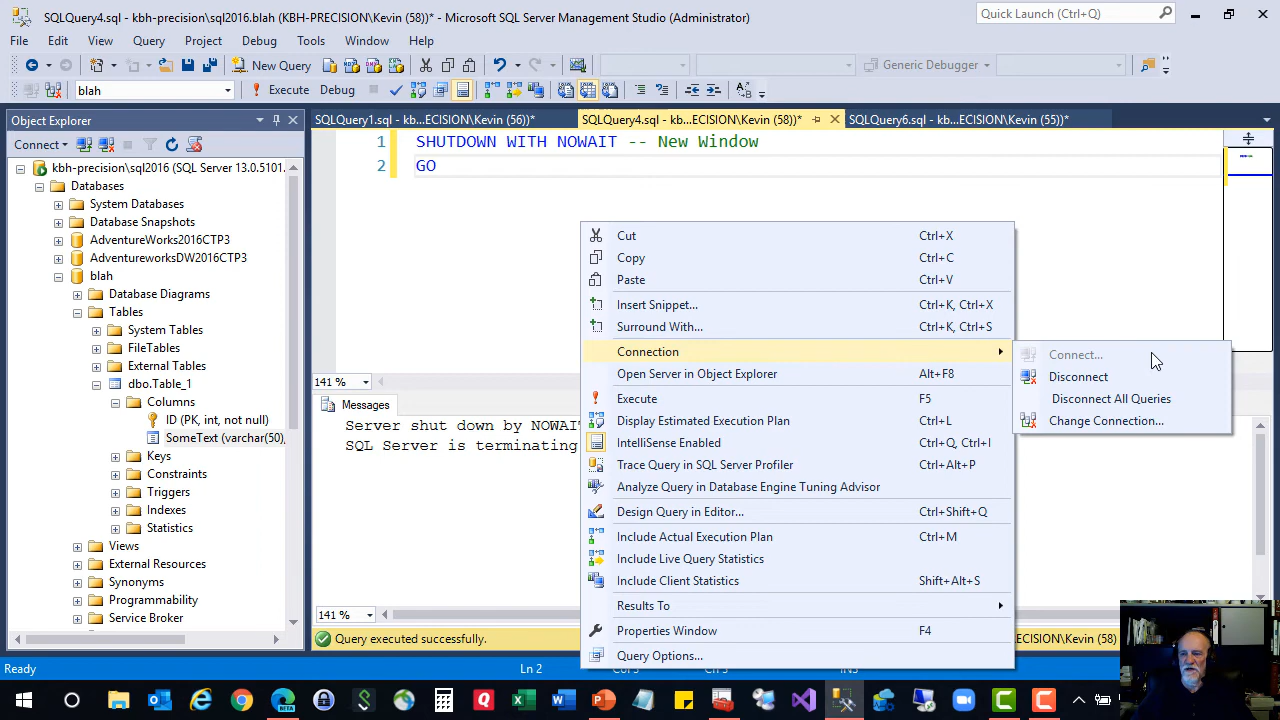 SQLQuery4.sql - kbh-precision\sql2016.blah (KBH-PRECISION\Kevin (58))* - Microsoft SQL Server Management Studio (Administrator)
Quick Launch (Ctrl+Q)
File Edit View Query Project Debug Tools Window Help
New Query
Generic Debugger
blah
Execute Debug
Object Explorer
SQLQuery1.sql - kb...ECISION\Kevin (56))*
SQLQuery4.sql - kb...ECISION\Kevin (58))*
SQLQuery6.sql - kb...ECISION\Kevin (55))*
Connect
kbh-precision\sql2016 (SQL Server 13.0.5101.
Databases
System Databases
Database Snapshots
AdventureWorks2016CTP3
AdventureworksDW2016CTP3
blah
Database Diagrams
Tables
System Tables
FileTables
External Tables
dbo.Table_1
Columns
ID (PK, int, not null)
SomeText (varchar(50),
Keys
Constraints
Triggers
Indexes
Statistics
Views
External Resources
Synonyms
Programmability
Service Broker
1 SHUTDOWN WITH NOWAIT -- New Window
2 GO
141 %
Messages
Server shut down by NOWAIT
SQL Server is terminating
141 %
Query executed successfully.
ECISION\Kevin (58)
Cut Ctrl+X
Copy Ctrl+C
Paste Ctrl+V
Insert Snippet... Ctrl+K, Ctrl+X
Surround With... Ctrl+K, Ctrl+S
Connection
Open Server in Object Explorer Alt+F8
Execute F5
Display Estimated Execution Plan Ctrl+L
IntelliSense Enabled Ctrl+Q, Ctrl+I
Trace Query in SQL Server Profiler Ctrl+Alt+P
Analyze Query in Database Engine Tuning Advisor
Design Query in Editor... Ctrl+Shift+Q
Include Actual Execution Plan Ctrl+M
Include Live Query Statistics
Include Client Statistics Shift+Alt+S
Results To
Properties Window F4
Query Options...
Connect...
Disconnect
Disconnect All Queries
Change Connection...
Ready
Ln 2